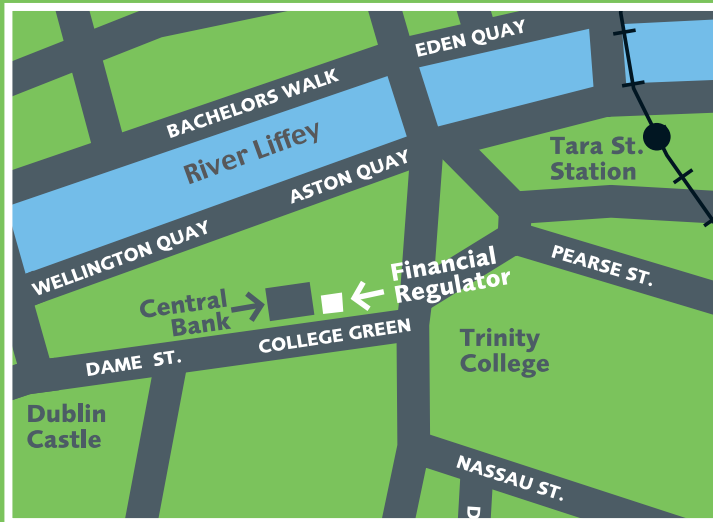 EDEN QUAY
BACHELORS WALK
River Liffey
Tara St.
Station
ASTON QUAY
WELLINGTON QUAY
PEARSE ST.
Financial
Regulator
Central
Bank
COLLEGE GREEN
Trinity
College
DAME ST.
Dublin
Castle
NASSAU ST.
D